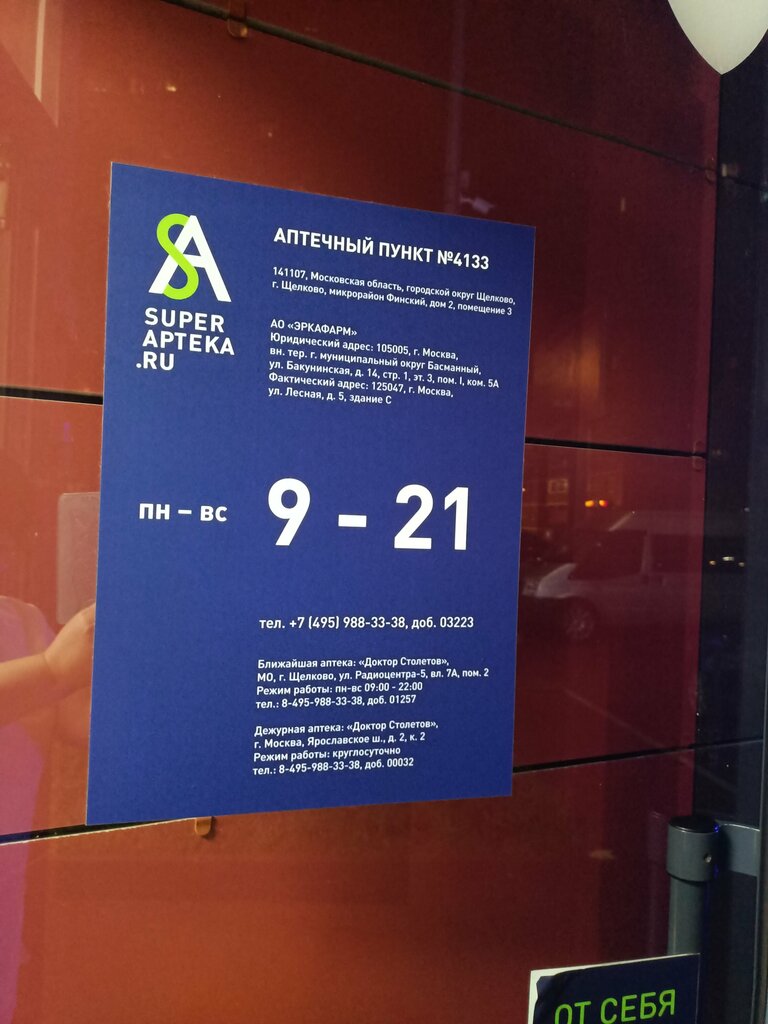 SUPER
APTEKA
.RU
АПТЕЧНЫЙ ПУНКТ №4133
141107, Московская область, городской округ Щелково,
г. Щелково, микрорайон Финский, дом 2, помещение 3
АО «ЭРКАФАРМ»
Юридический адрес: 105005, г. Москва,
вн. тер. г. муниципальный округ Басманный,
ул. Бакунинская, д. 14, стр. 1, эт. 3, пом. I, ком. 5А
Фактический адрес: 125047, г. Москва,
ул. Лесная, д. 5, здание С
пн – вс 9 - 21
тел. +7 (495) 988-33-38, доб. 03223
Ближайшая аптека: «Доктор Столетов»,
МО, г. Щелково, ул. Радиоцентра-5, вл. 7А, пом. 2
Режим работы: пн-вс 09:00 - 22:00
тел.: 8-495-988-33-38, доб. 01257
Дежурная аптека: «Доктор Столетов»,
г. Москва, Ярославское ш., д. 2, к. 2
Режим работы: круглосуточно
тел.: 8-495-988-33-38, доб. 00032
ОТ СЕБЯ